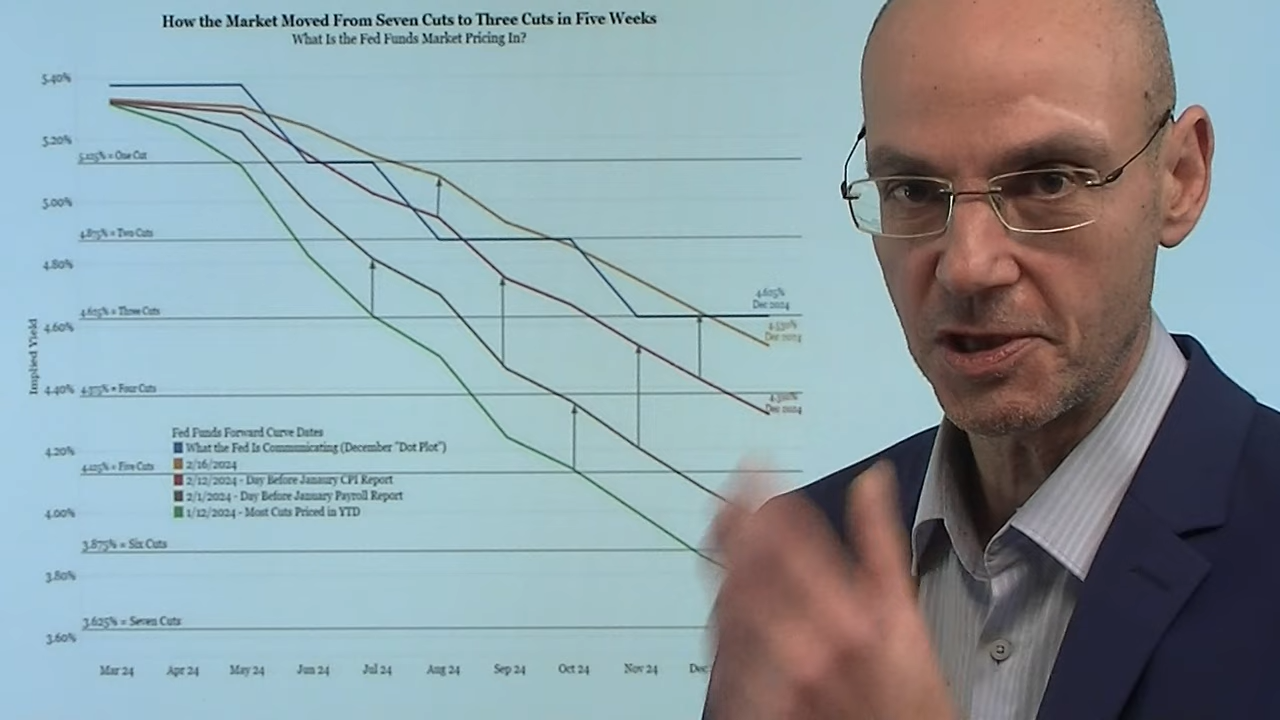 How the Market Moved From Seven Cuts to Three Cuts in Five Weeks
What Is the Fed Funds Market Pricing In?
Implied Yield
5.40%
5.20%
5.125% = One Cut
5.00%
4.875% = Two Cuts
4.80%
4.625% = Three Cuts
4.60%
4.40%
4.375% = Four Cuts
4.20%
4.125% = Five Cuts
4.00%
3.875% = Six Cuts
3.80%
3.625% = Seven Cuts
3.60%
4.625%
Dec 2024
4.530%
Dec 2024
Dec 2024
Fed Funds Forward Curve Dates
What the Fed Is Communicating (December "Dot Plot")
2/16/2024
2/12/2024 - Day Before Janaury CPI Report
2/1/2024 - Day Before January Payroll Report
1/12/2024 - Most Cuts Priced in YTD
Mar 24 Apr 24 May 24 Jun 24 Jul 24 Aug 24 Sep 24 Oct 24 Nov 24 Dec